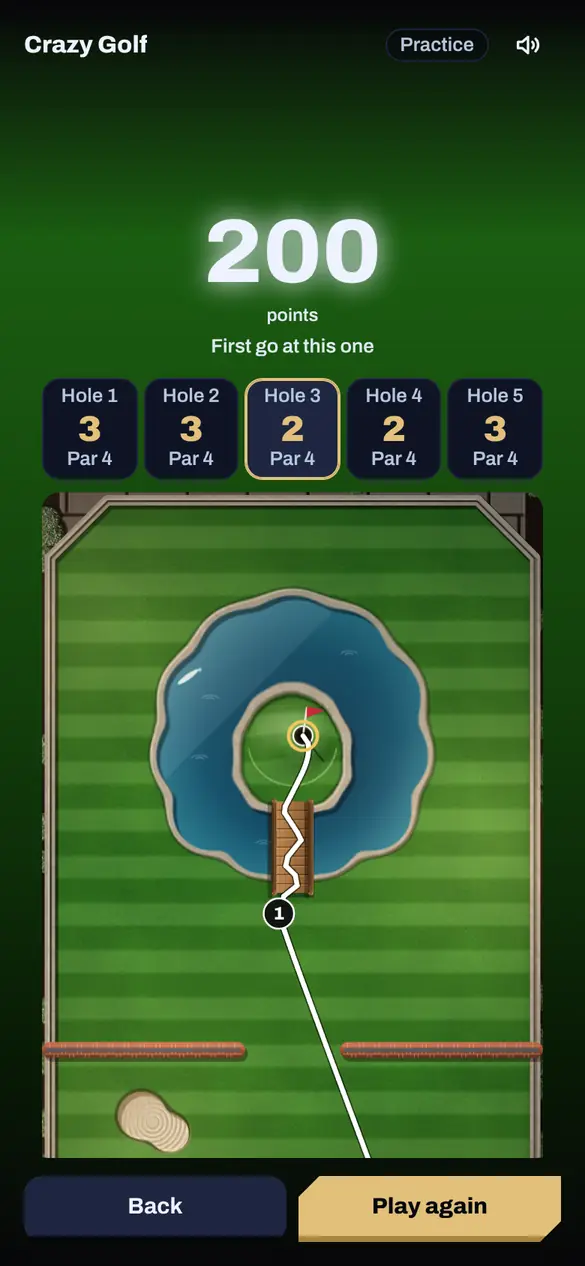 Crazy Golf
Practice
200
points
First go at this one
Hole 1
3
Par 4
Hole 2
3
Par 4
Hole 3
2
Par 4
Hole 4
2
Par 4
Hole 5
3
Par 4
1
Back
Play again